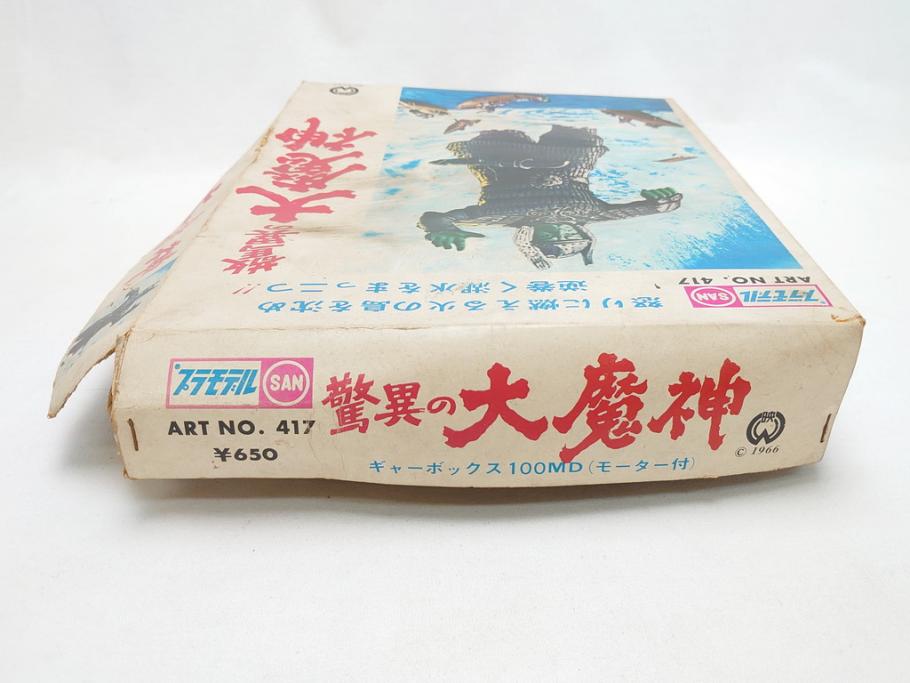 驚異の大魔神
怒りに燃える火の鳥を沈め
逆巻く湖水をまっ二つ!!
プラモデル SAN
ART NO. 417
プラモデル SAN
ART NO. 417
¥650
驚異の大魔神
ギャーボックス100MD(モーター付)
© 1966